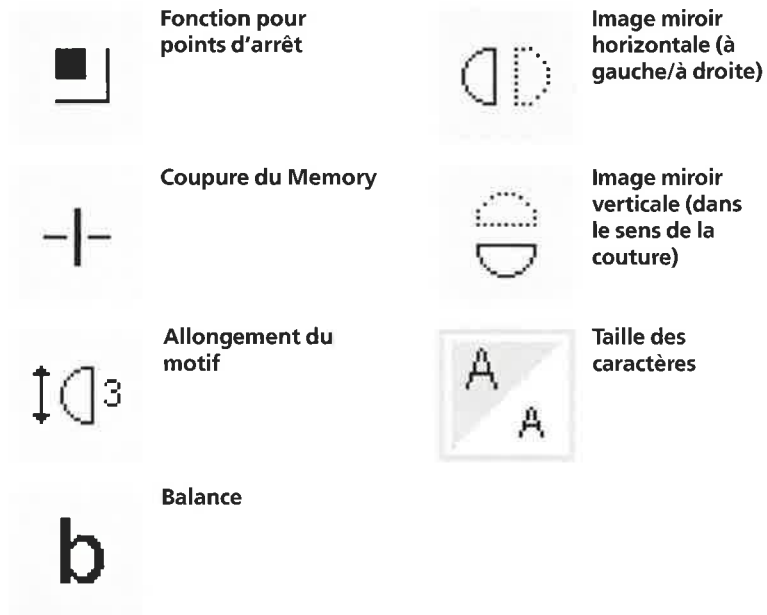 Fonction pour
points d'arrêt
Coupure du Memory
3
Allongement du
motif
b
Balance
Image miroir
horizontale (à
gauche/à droite)
Image miroir
verticale (dans
le sens de la
couture)
A
A
Taille des
caractères